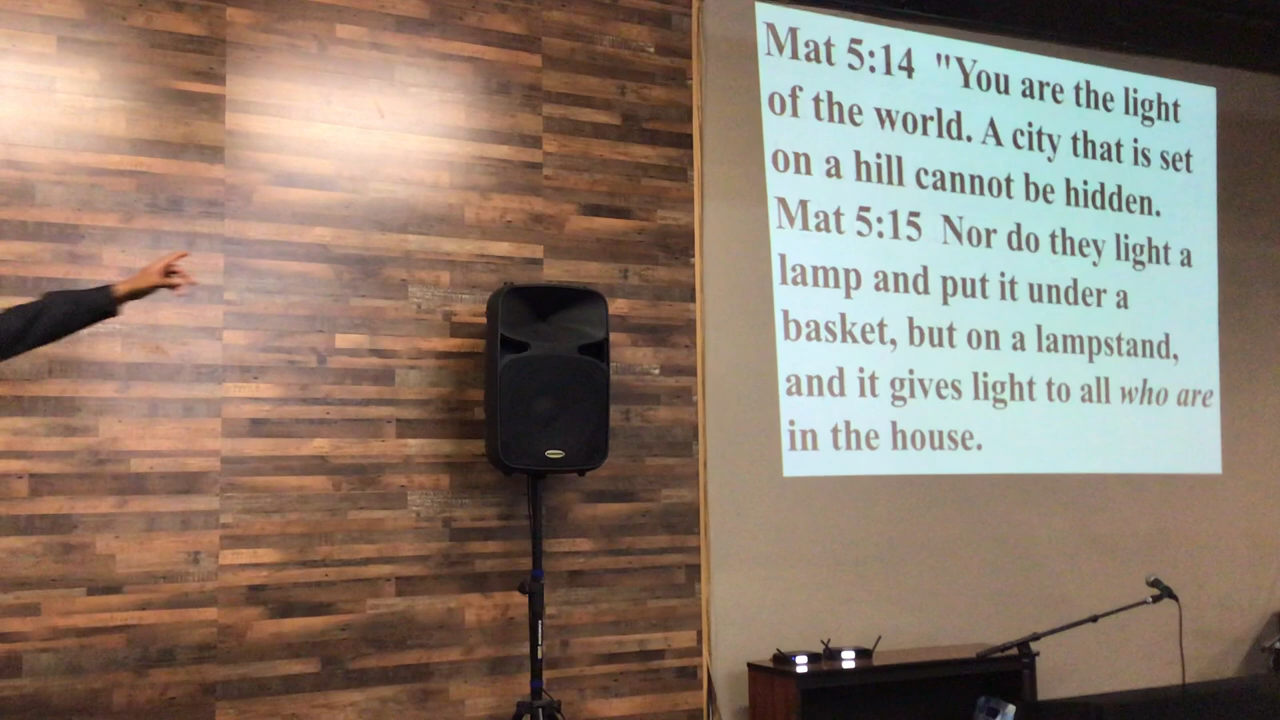 Mat 5:14  "You are the light
of the world. A city that is set
on a hill cannot be hidden.
Mat 5:15  Nor do they light a
lamp and put it under a
basket, but on a lampstand,
and it gives light to all who are
in the house.